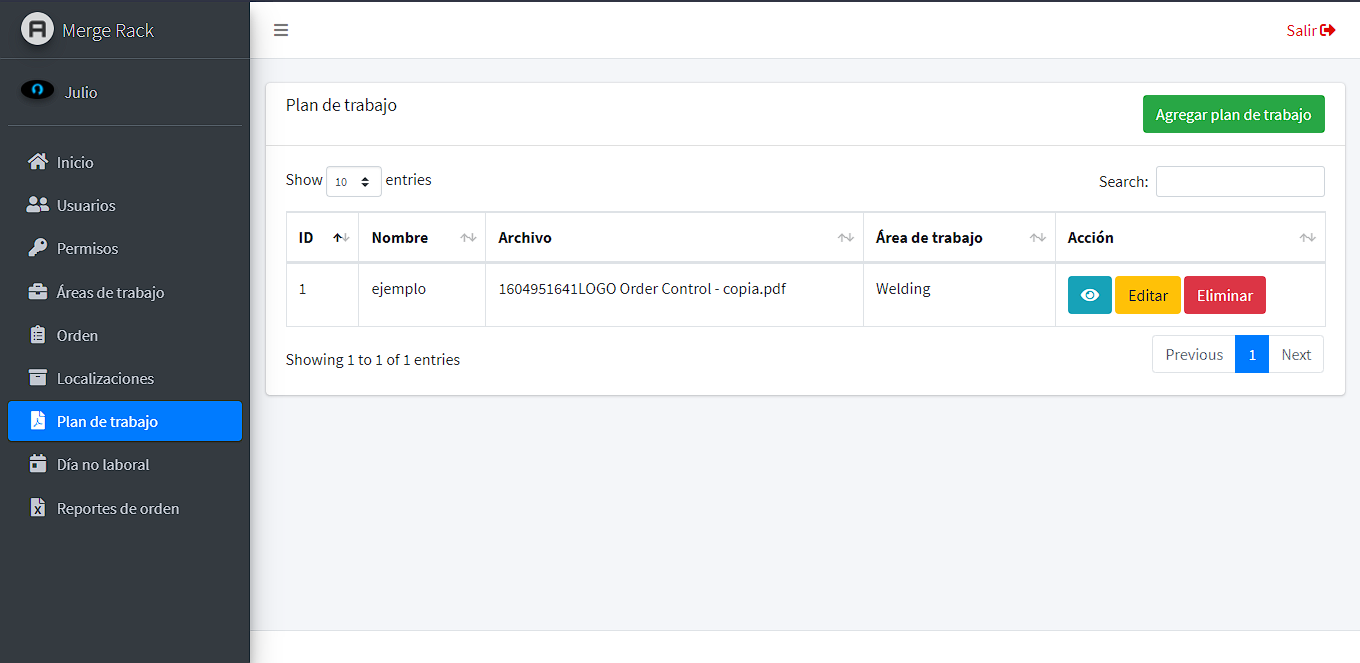 Merge Rack
Salir
Julio
Inicio
Usuarios
Permisos
Áreas de trabajo
Orden
Localizaciones
Plan de trabajo
Día no laboral
Reportes de orden
Plan de trabajo
Agregar plan de trabajo
Show 10 entries
Search:
ID Nombre Archivo Área de trabajo Acción
1 ejemplo 1604951641LOGO Order Control - copia.pdf Welding Editar Eliminar
Showing 1 to 1 of 1 entries
Previous 1 Next